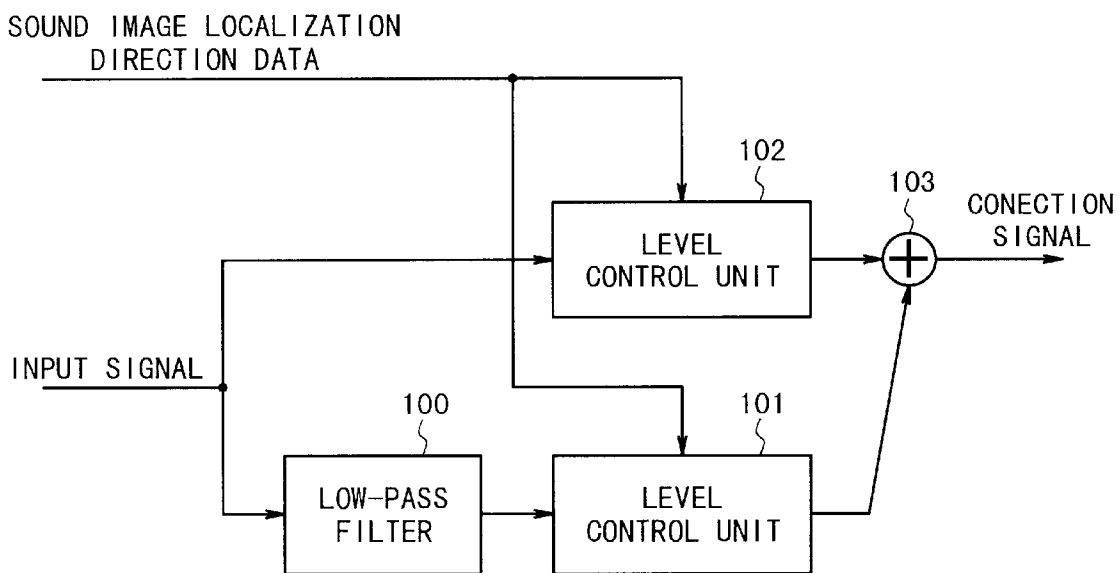 SOUND IMAGE LOCALIZATION
DIRECTION DATA
102
103
CONECTION
SIGNAL
LEVEL
CONTROL UNIT
INPUT SIGNAL
100
101
LOW-PASS
FILTER
LEVEL
CONTROL UNIT